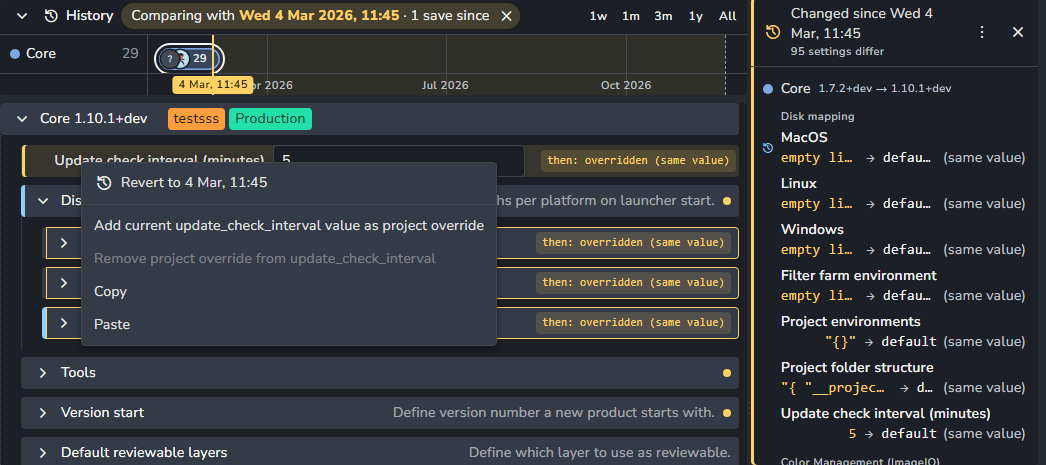 History
Comparing with Wed 4 Mar 2026, 11:45 · 1 save since
1w 1m 3m 1y All
Core 29
? 29
4 Mar, 11:45
2026
Jul 2026
Oct 2026
Core 1.10.1+dev testsss Production
Update check interval (minutes) 5 then: overridden (same value)
Dis
hs per platform on launcher start.
then: overridden (same value)
then: overridden (same value)
then: overridden (same value)
Revert to 4 Mar, 11:45
Add current update_check_interval value as project override
Remove project override from update_check_interval
Copy
Paste
Tools
Version start Define version number a new product starts with.
Default reviewable layers Define which layer to use as reviewable.
Changed since Wed 4
Mar, 11:45
95 settings differ
Core 1.7.2+dev → 1.10.1+dev
Disk mapping
MacOS
empty li… → defau… (same value)
Linux
empty li… → defau… (same value)
Windows
empty li… → defau… (same value)
Filter farm environment
empty li… → defau… (same value)
Project environments
"{}" → default (same value)
Project folder structure
"{ "__projec… → d… (same value)
Update check interval (minutes)
5 → default (same value)
Color Management (ImageIO)